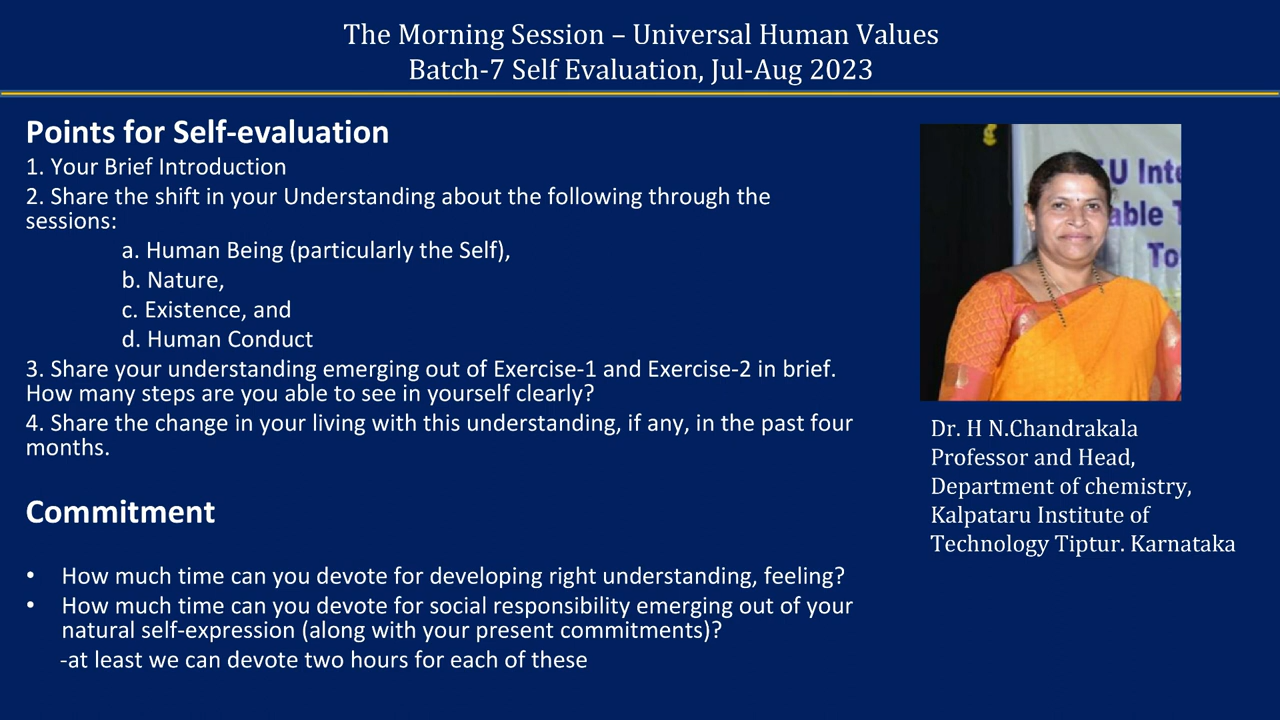 The Morning Session – Universal Human Values
Batch-7 Self Evaluation, Jul-Aug 2023
Points for Self-evaluation
1. Your Brief Introduction
2. Share the shift in your Understanding about the following through the
sessions:
a. Human Being (particularly the Self),
b. Nature,
c. Existence, and
d. Human Conduct
3. Share your understanding emerging out of Exercise-1 and Exercise-2 in brief.
How many steps are you able to see in yourself clearly?
4. Share the change in your living with this understanding, if any, in the past four
months.
Commitment
• How much time can you devote for developing right understanding, feeling?
• How much time can you devote for social responsibility emerging out of your
natural self-expression (along with your present commitments)?
-at least we can devote two hours for each of these
U Inte
able T
To
Dr. H N.Chandrakala
Professor and Head,
Department of chemistry,
Kalpataru Institute of
Technology Tiptur. Karnataka